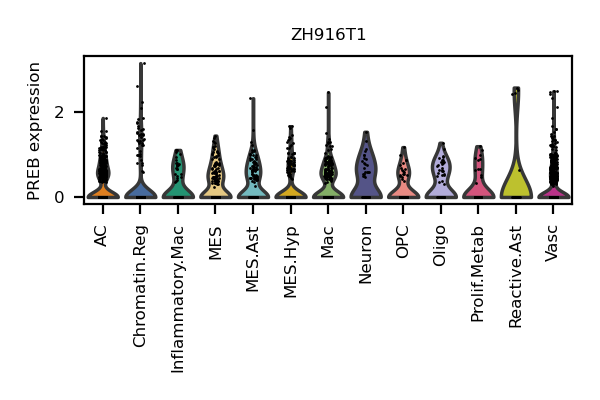 ZH916T1
PREB expression
2
0
AC
Chromatin.Reg
Inflammatory.Mac
MES
MES.Ast
MES.Hyp
Mac
Neuron
OPC
Oligo
Prolif.Metab
Reactive.Ast
Vasc